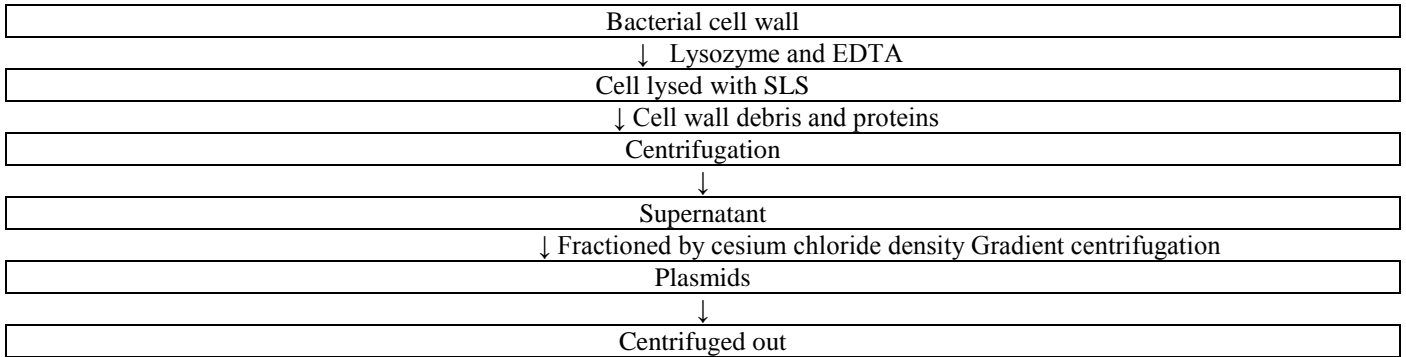 Bacterial cell wall
↓ Lysozyme and EDTA
Cell lysed with SLS
↓ Cell wall debris and proteins
Centrifugation
↓
Supernatant
↓ Fractioned by cesium chloride density Gradient centrifugation
Plasmids
↓
Centrifuged out